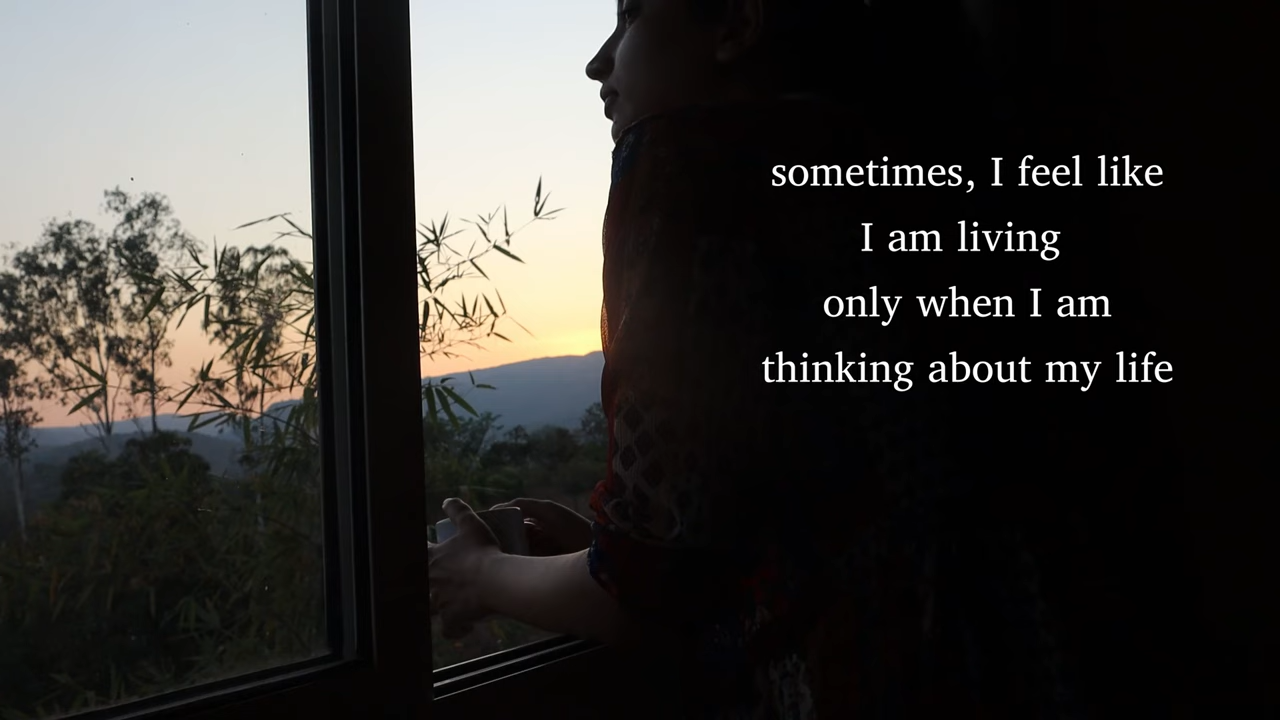 sometimes, I feel like
I am living
only when I am
thinking about my life